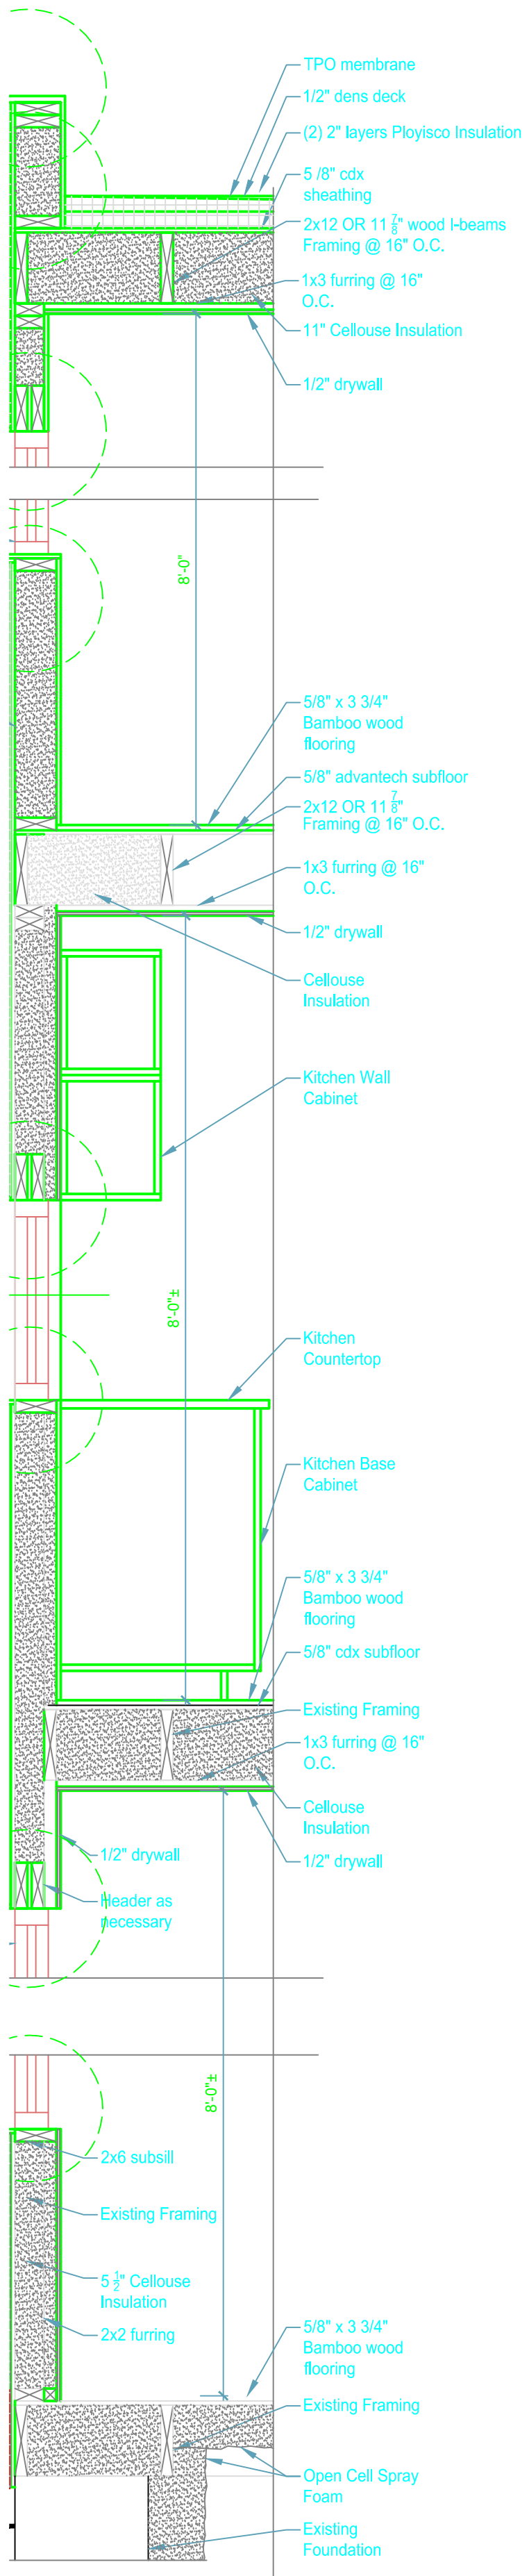 TPO membrane
1/2" dens deck
(2) 2" layers Ployisco Insulation
5 /8" cdx
sheathing
2x12 OR 11 7/8" wood I-beams
Framing @ 16" O.C.
1x3 furring @ 16"
O.C.
11" Cellouse Insulation
1/2" drywall
8'-0"
5/8" x 3 3/4"
Bamboo wood
flooring
5/8" advantech subfloor
2x12 OR 11 7/8"
Framing @ 16" O.C.
1x3 furring @ 16"
O.C.
1/2" drywall
Cellouse
Insulation
Kitchen Wall
Cabinet
8'-0"±
Kitchen
Countertop
Kitchen Base
Cabinet
5/8" x 3 3/4"
Bamboo wood
flooring
5/8" cdx subfloor
Existing Framing
1x3 furring @ 16"
O.C.
Cellouse
Insulation
1/2" drywall
1/2" drywall
Header as
necessary
8'-0"±
2x6 subsill
Existing Framing
5 1/2" Cellouse
Insulation
2x2 furring
5/8" x 3 3/4"
Bamboo wood
flooring
Existing Framing
Open Cell Spray
Foam
Existing
Foundation